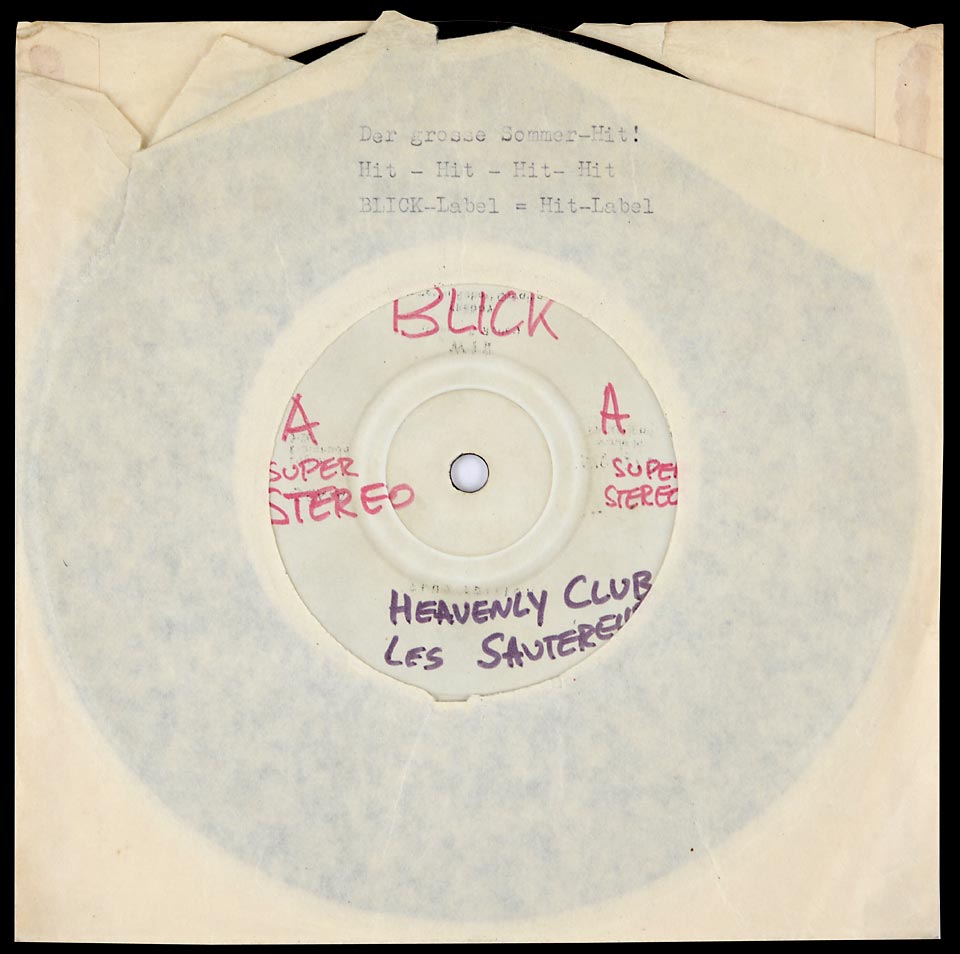 Der grosse Sommer-Hit!
Hit - Hit - Hit- Hit
BLICK-Label = Hit-Label
BLICK
A
A
SUPER
STEREO
SUPER
STEREO
HEAVENLY CLUB
LES